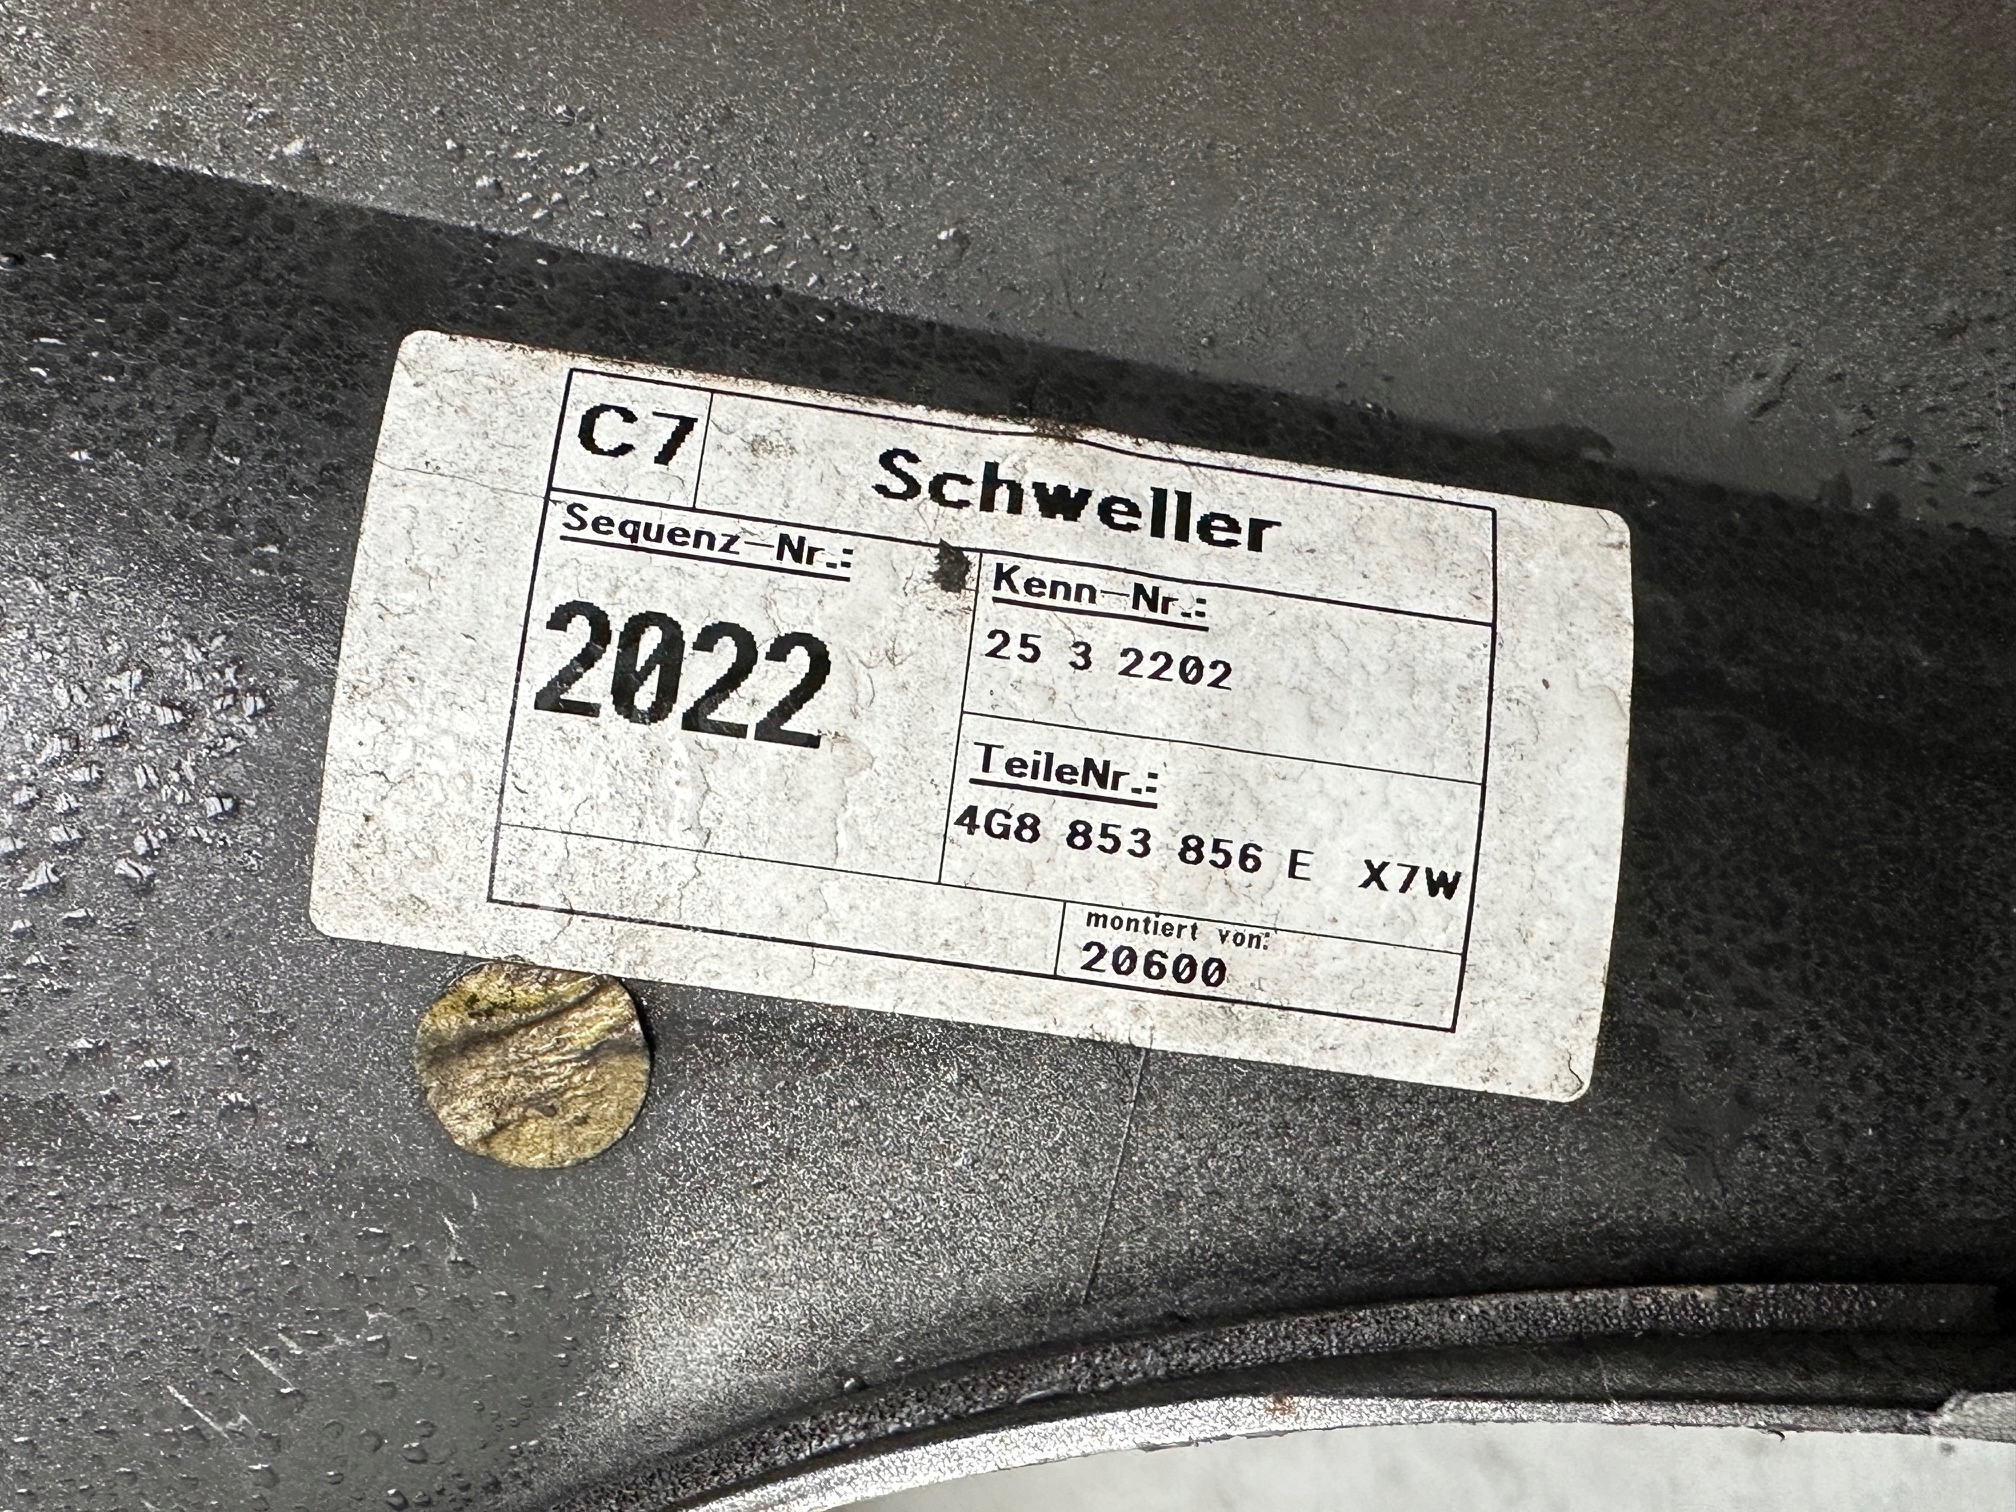 C7 Schweller
Sequenz-Nr.:
2022
Kenn-Nr.:
25 3 2202
TeileNr.:
4G8 853 856 E X7W
montiert von:
20600